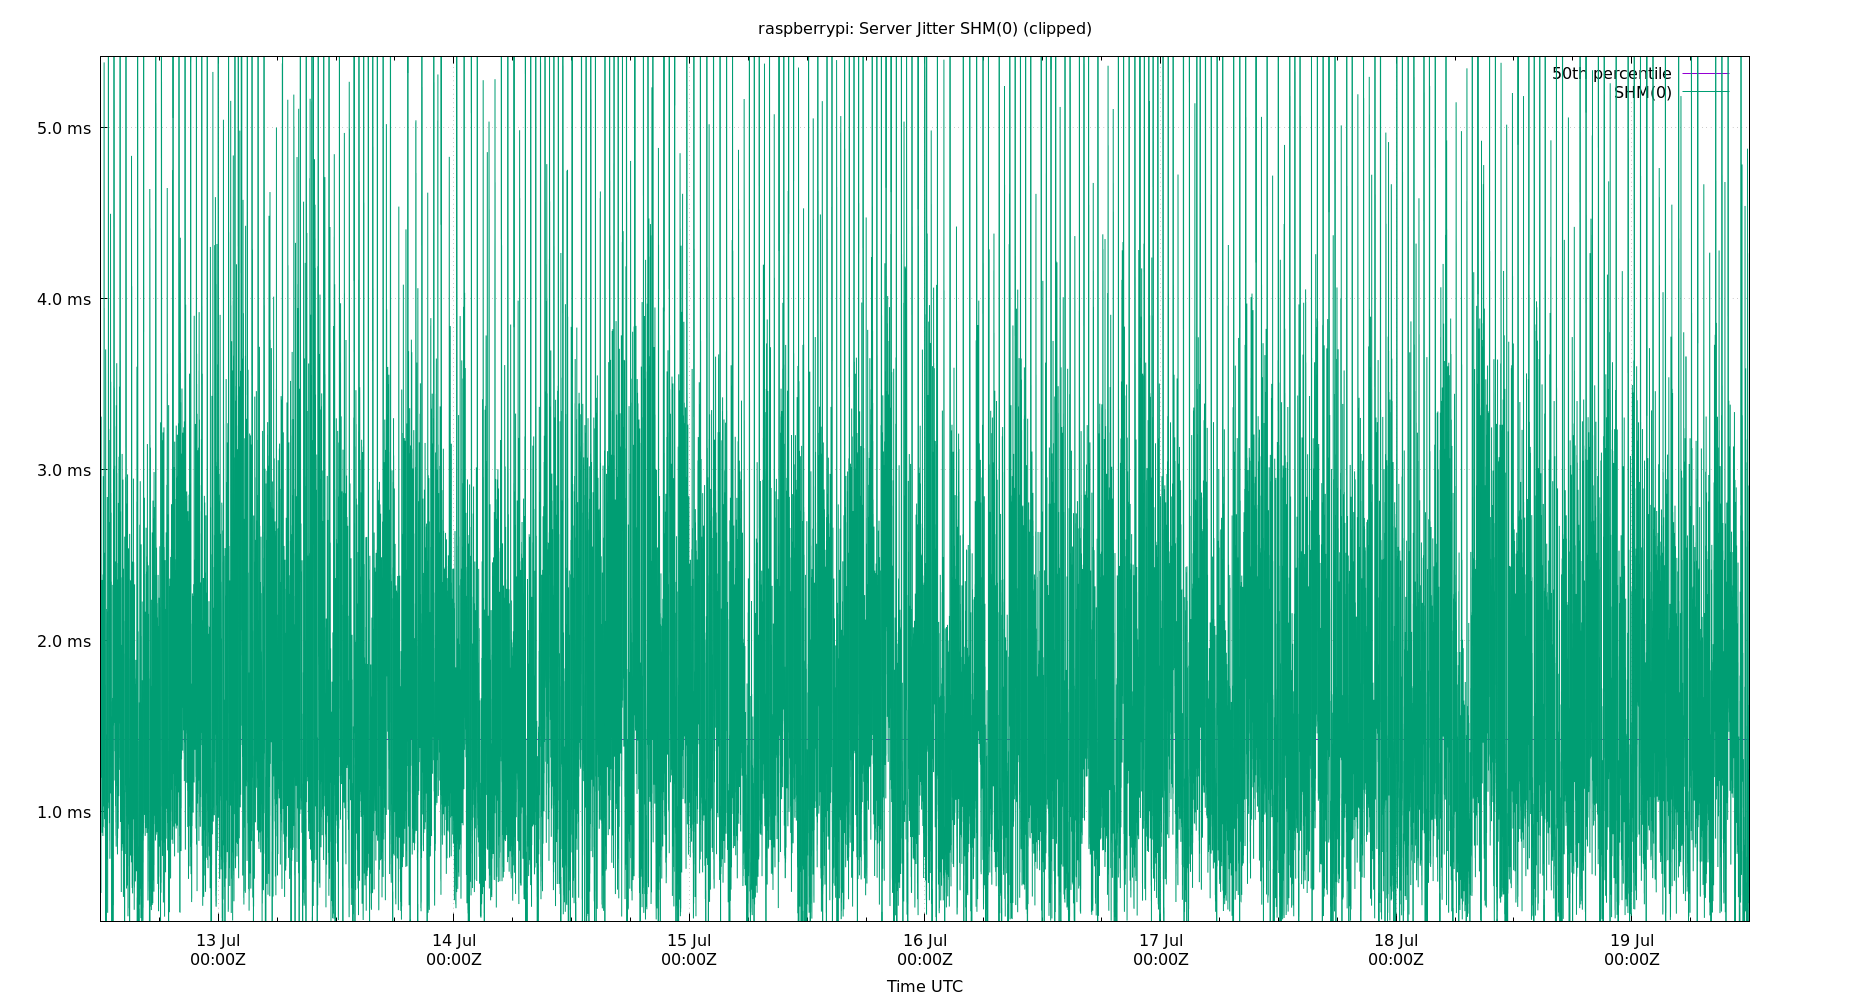 raspberrypi: Server Jitter SHM(0) (clipped)
50th percentile
SHM(0)
5.0 ms
4.0 ms
3.0 ms
2.0 ms
1.0 ms
13 Jul 14 Jul 15 Jul 16 Jul 17 Jul 18 Jul 19 Jul
00:00Z 00:00Z 00:00Z 00:00Z 00:00Z 00:00Z 00:00Z
Time UTC